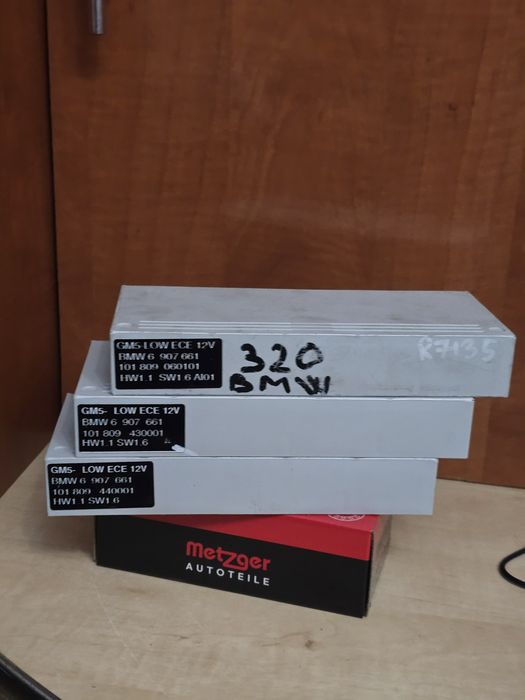 GM5-LOW ECE 12V
BMW 6 907 661
101 809 060101
HW1.1 SW1.6 AI01
320
BMW
R7135
GM5- LOW ECE 12V
BMW 6 907 661
101 809 430001
HW1.1 SW1.6
GM5- LOW ECE 12V
BMW 6 907 661
101 809 440001
HW1.1 SW1.6
metzger
AUTOTEILE